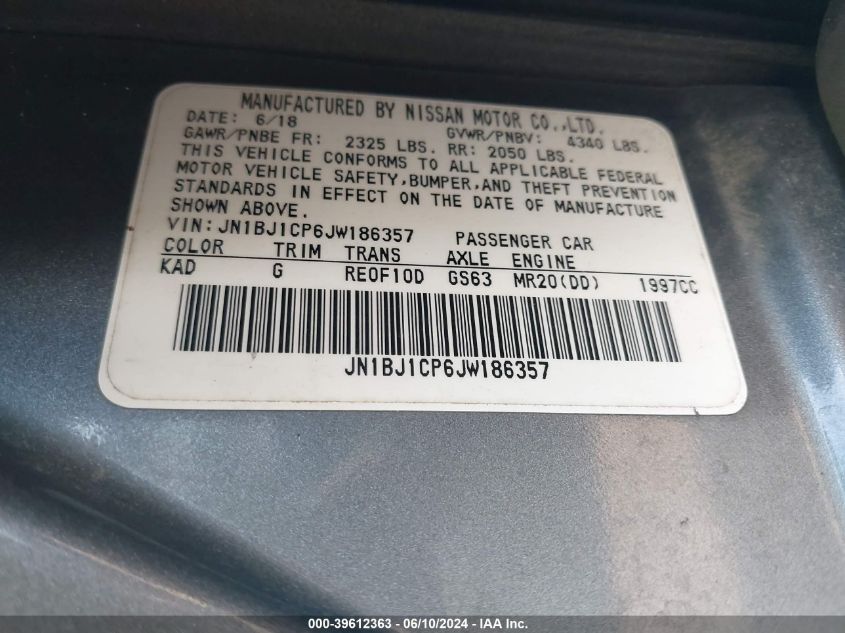 MANUFACTURED BY NISSAN MOTOR CO.,LTD.
DATE: 6/18 GVWR/PNBV: 4340 LBS.
GAWR/PNBE FR: 2325 LBS. RR: 2050 LBS.
THIS VEHICLE CONFORMS TO ALL APPLICABLE FEDERAL
MOTOR VEHICLE SAFETY,BUMPER,AND THEFT PREVENTION
STANDARDS IN EFFECT ON THE DATE OF MANUFACTURE
SHOWN ABOVE.
VIN:JN1BJ1CP6JW186357 PASSENGER CAR
COLOR TRIM TRANS AXLE ENGINE
KAD G RE0F10D GS63 MR20(DD) 1997CC
JN1BJ1CP6JW186357
000-39612363 - 06/10/2024 - IAA Inc.